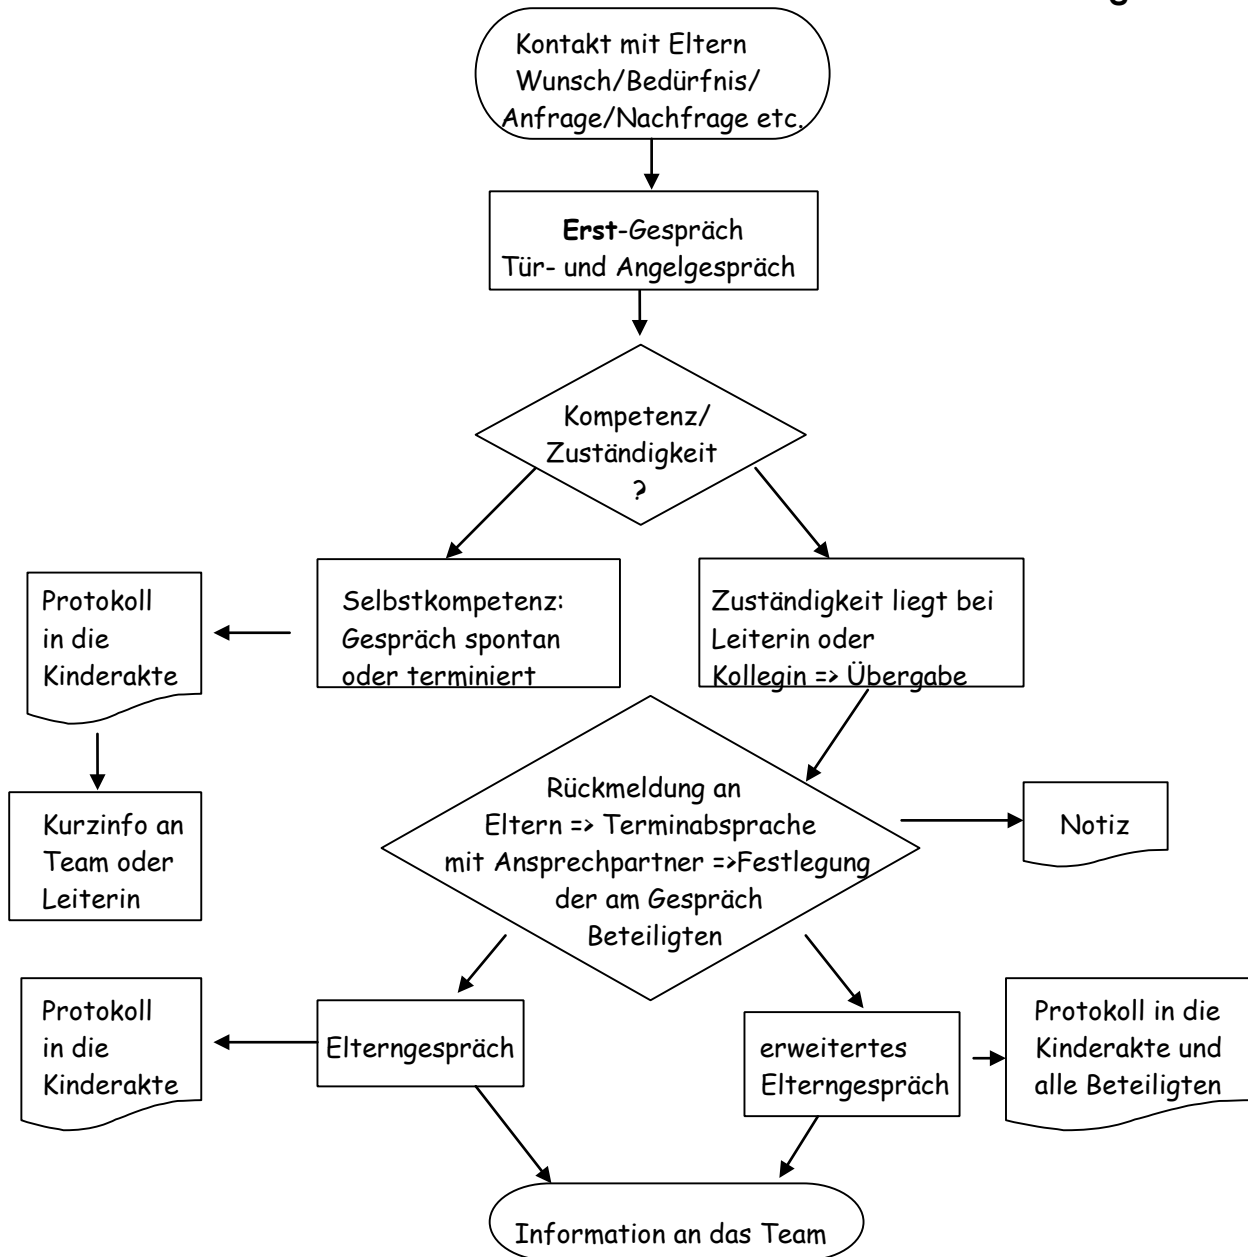 Kontakt mit Eltern
Wunsch/Bedürfnis/
Anfrage/Nachfrage etc.
Erst-Gespräch
Tür- und Angelgespräch
Kompetenz/
Zuständigkeit
?
Protokoll
in die
Kinderakte
Selbstkompetenz:
Gespräch spontan
oder terminiert
Zuständigkeit liegt bei
Leiterin oder
Kollegin => Übergabe
Kurzinfo an
Team oder
Leiterin
Rückmeldung an
Eltern => Terminabsprache
mit Ansprechpartner =>Festlegung
der am Gespräch
Beteiligten
Notiz
Protokoll
in die
Kinderakte
Elterngespräch
erweitertes
Elterngespräch
Protokoll in die
Kinderakte und
alle Beteiligten
Information an das Team